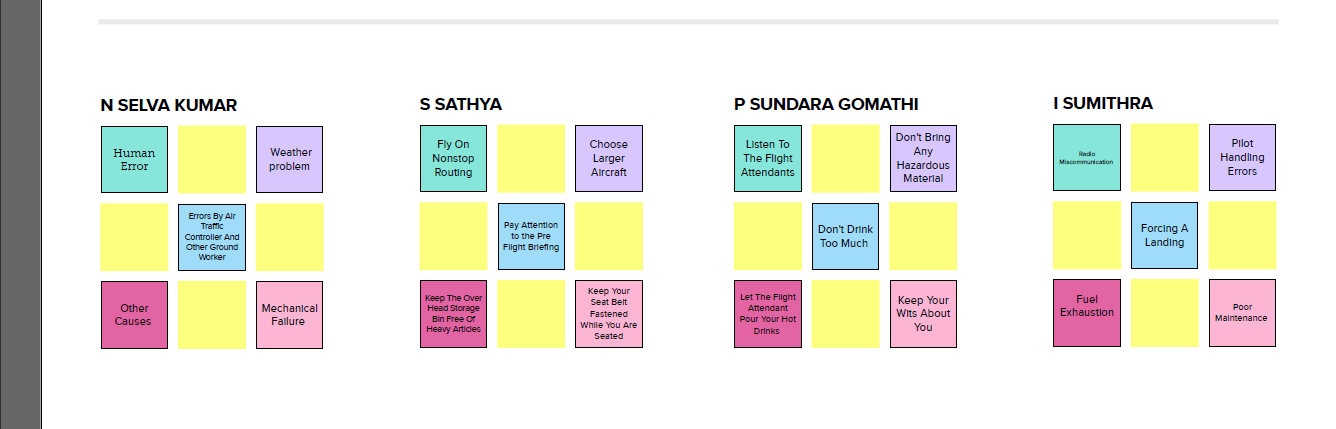 N SELVA KUMAR
Human
Error
Weather
problem
Errors By Air
Traffic
Controller And
Other Ground
Worker
Other
Causes
Mechanical
Failure
S SATHYA
Fly On
Nonstop
Routing
Choose
Larger
Aircraft
Pay Attention
to the Pre
Flight Briefing
Keep The Over
Head Storage
Bin Free Of
Heavy Articles
Keep Your
Seat Belt
Fastened
While You Are
Seated
P SUNDARA GOMATHI
Listen To
The Flight
Attendants
Don't Bring
Any
Hazardous
Material
Don't Drink
Too Much
Let The Flight
Attendant
Pour Your Hot
Drinks
Keep Your
Wits About
You
I SUMITHRA
Radio
Miscommunication
Pilot
Handling
Errors
Forcing A
Landing
Fuel
Exhaustion
Poor
Maintenance